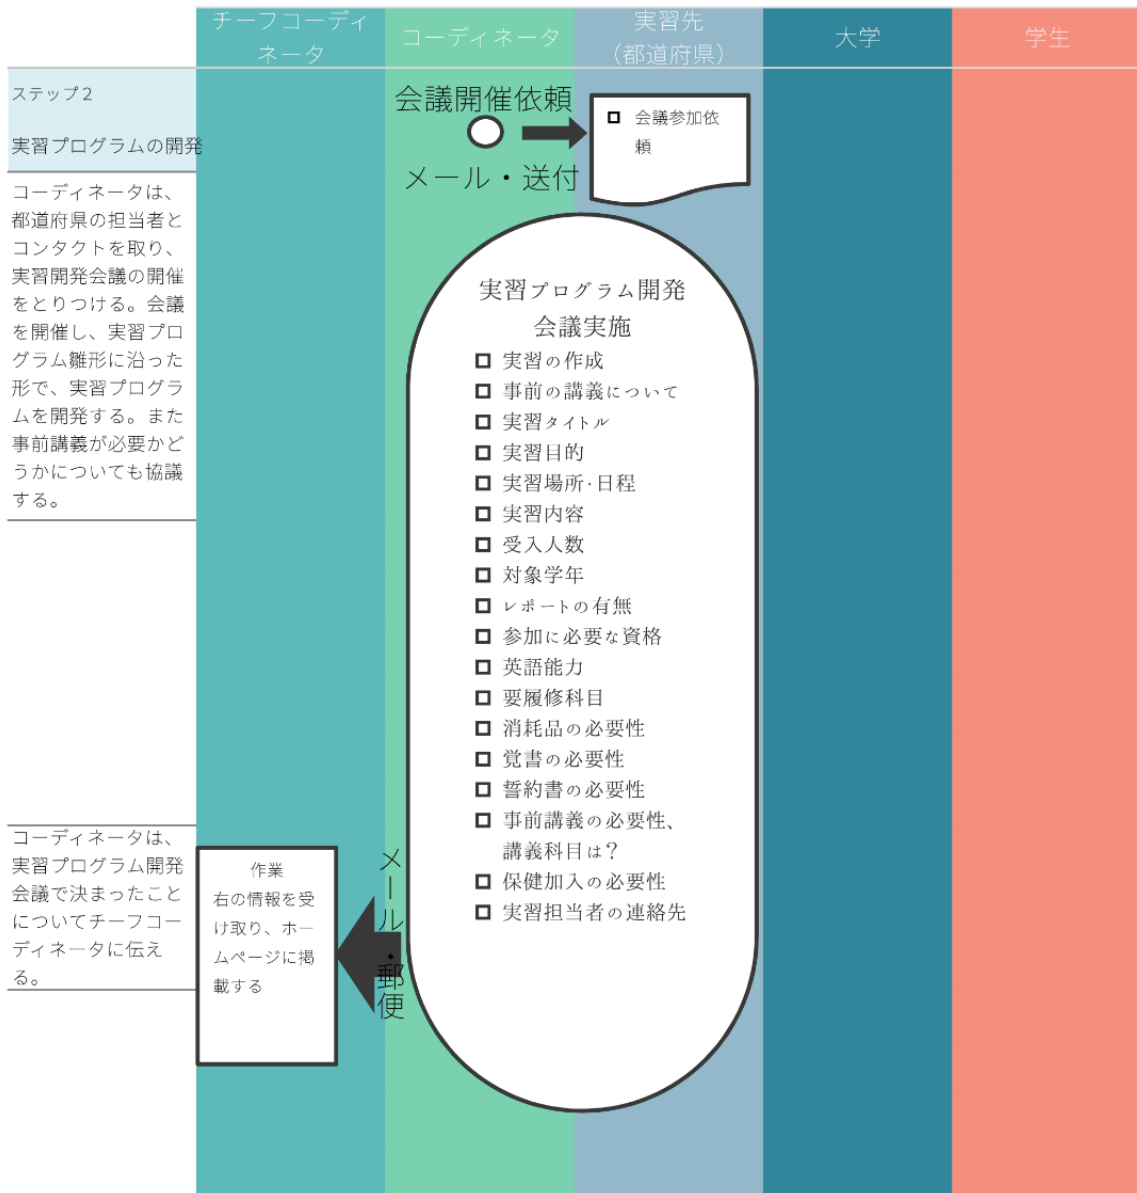 チーフコーディ
ネータ
コーディネータ
実習先
（都道府県）
大学
学生
ステップ２
実習プログラムの開発
コーディネータは、
都道府県の担当者と
コンタクトを取り、
実習開発会議の開催
をとりつける。会議
を開催し、実習プロ
グラム雛形に沿った
形で、実習プログラ
ムを開発する。また
事前講義が必要かど
うかについても協議
する。
会議開催依頼
メール・送付
会議参加依
頼
実習プログラム開発
会議実施
実習の作成
事前の講義について
実習タイトル
実習目的
実習場所·日程
実習内容
受入人数
対象学年
レポートの有無
参加に必要な資格
英語能力
要履修科目
消耗品の必要性
覚書の必要性
誓約書の必要性
事前講義の必要性、
講義科目は？
保健加入の必要性
実習担当者の連絡先
コーディネータは、
実習プログラム開発
会議で決まったこと
についてチーフコー
ディネータに伝え
る。
メール・郵便
作業
右の情報を受
け取り、ホー
ムページに掲
載する